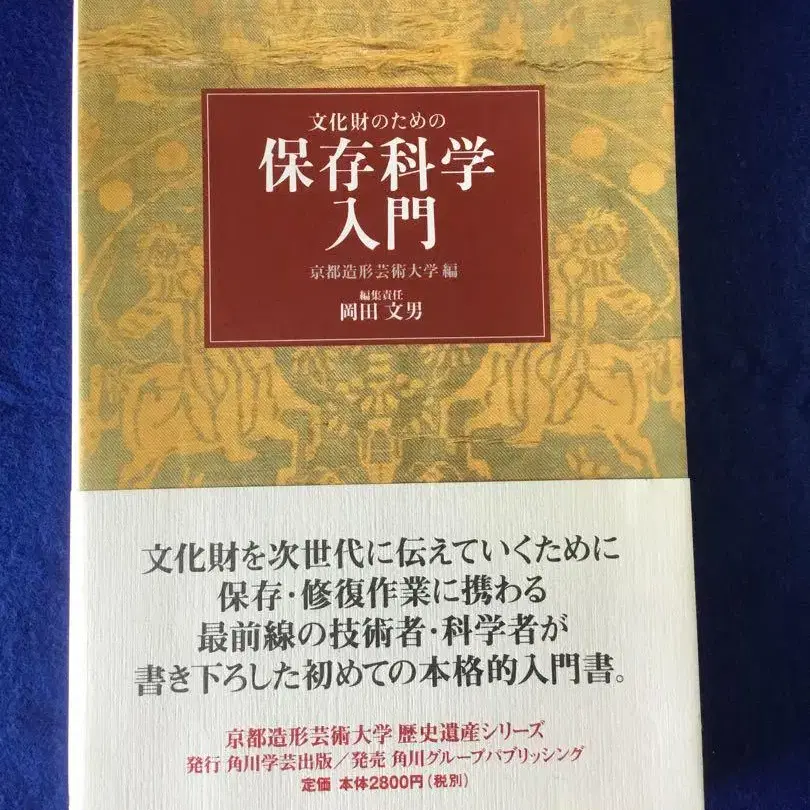 文化財のための
保存科学
入門
京都造形芸術大学 編
編集責任
岡田 文男
文化財を次世代に伝えていくために
保存・修復作業に携わる
最前線の技術者・科学者が
書き下ろした初めての本格的入門書。
京都造形芸術大学 歴史遺産シリーズ
発行 角川学芸出版／発売 角川グループパブリッシング
定価 本体2800円（税別）